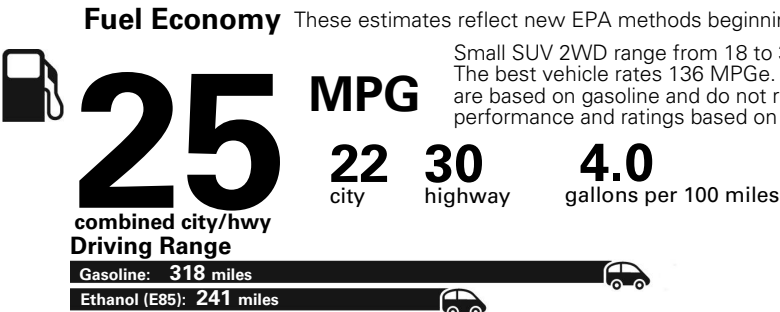 Fuel Economy These estimates reflect new EPA methods beginning
Small SUV 2WD range from 18 to
The best vehicle rates 136 MPGe.
are based on gasoline and do not
performance and ratings based on
25 MPG
22 30 4.0
city highway gallons per 100 miles
combined city/hwy
Driving Range
Gasoline: 318 miles
Ethanol (E85): 241 miles